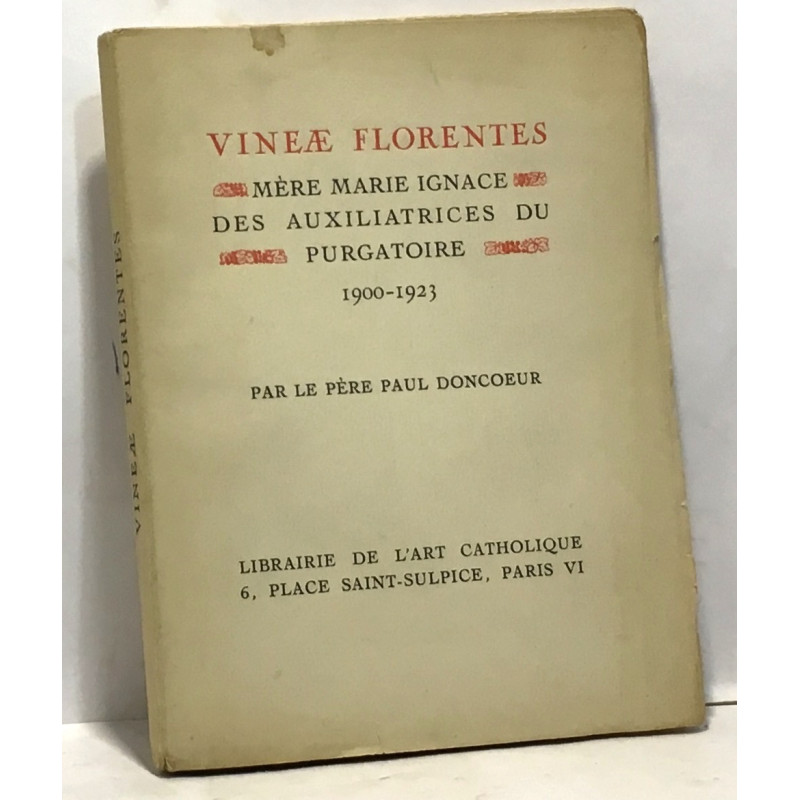 VINEÆ FLORENTES
MÈRE MARIE IGNACE
DES AUXILIATRICES DU
PURGATOIRE
1900-1923
PAR LE PÈRE PAUL DONCOEUR
LIBRAIRIE DE L'ART CATHOLIQUE
6, PLACE SAINT-SULPICE, PARIS VI
VINEÆ FLORENTES